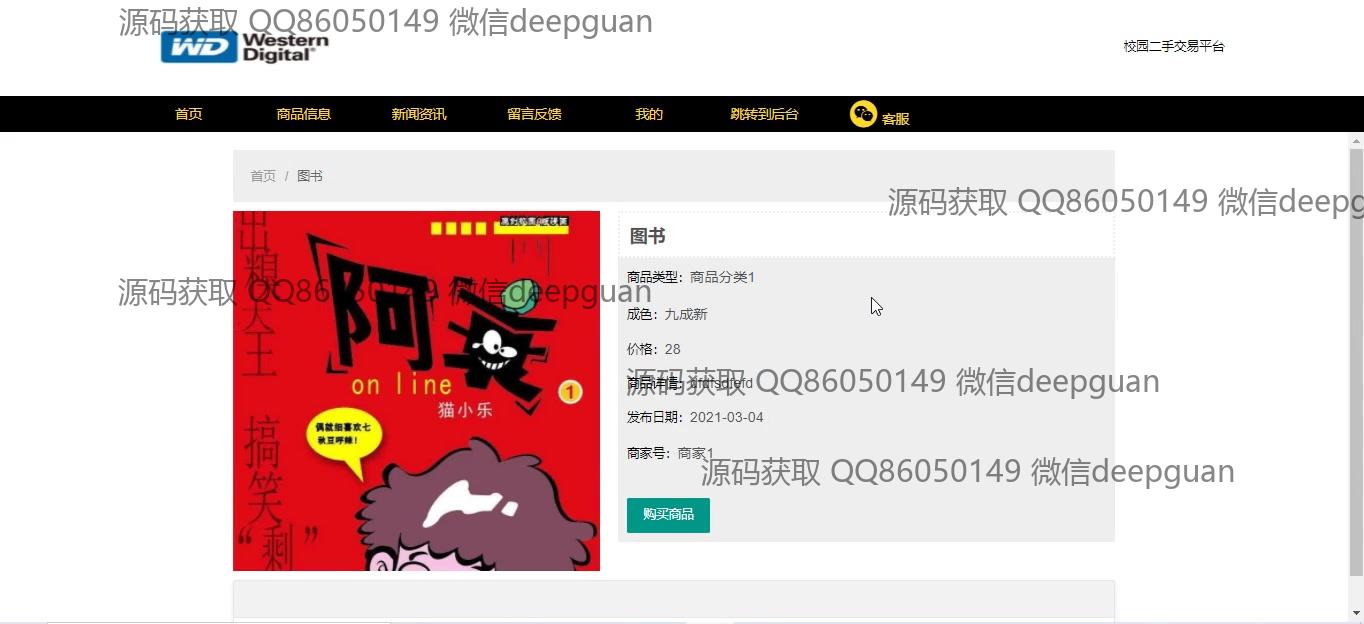 源码获取 QQ86050149 微信deepguan
WD Western Digital
校园二手交易平台
首页 商品信息 新闻资讯 留言反馈 我的 跳转到后台 客服
首页 / 图书
源码获取 QQ86050149 微信deepg
图书
商品类型：商品分类1
源码获取 QQ86050149 微信deepguan
成色：九成新
价格：28
商品详情：
源码获取 QQ86050149 微信deepguan
发布日期：2021-03-04
商家号：商家1
源码获取 QQ86050149 微信deepguan
购买商品
出糗大王
搞笑
“剩”
阿衰
on line
猫小乐
1
偶就细喜欢七
秋豆呼辣！